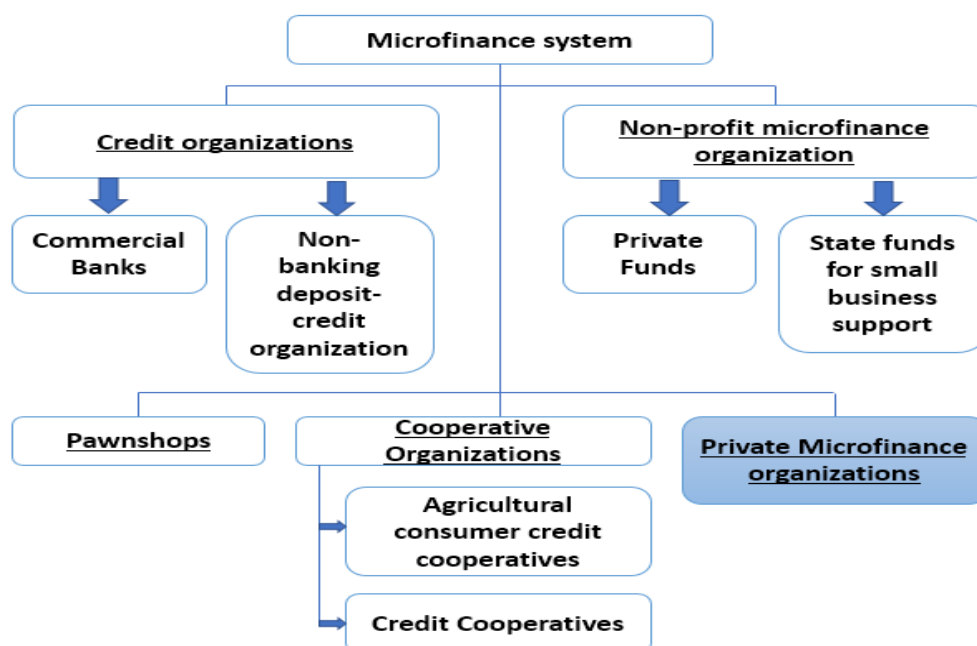 Microfinance system
Credit organizations
Non-profit microfinance
organization
Commercial
Banks
Non-
banking
deposit-
credit
organization
Private
Funds
State funds
for small
business
support
Pawnshops
Cooperative
Organizations
Private Microfinance
organizations
Agricultural
consumer credit
cooperatives
Credit Cooperatives